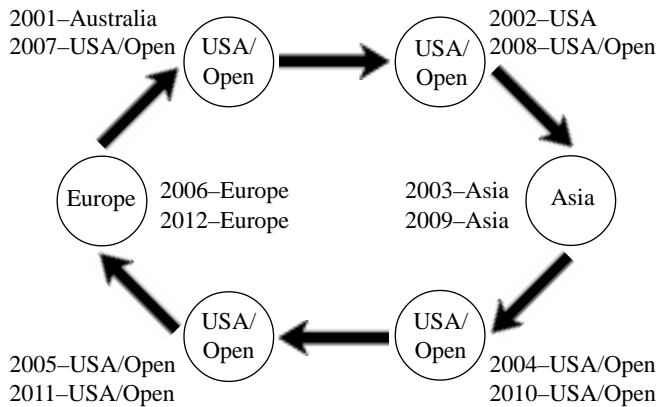 2001–Australia
2007–USA/Open
USA/
Open
USA/
Open
2002–USA
2008–USA/Open
Europe
2006–Europe
2012–Europe
2003–Asia
2009–Asia
Asia
2005–USA/Open
2011–USA/Open
USA/
Open
USA/
Open
2004–USA/Open
2010–USA/Open